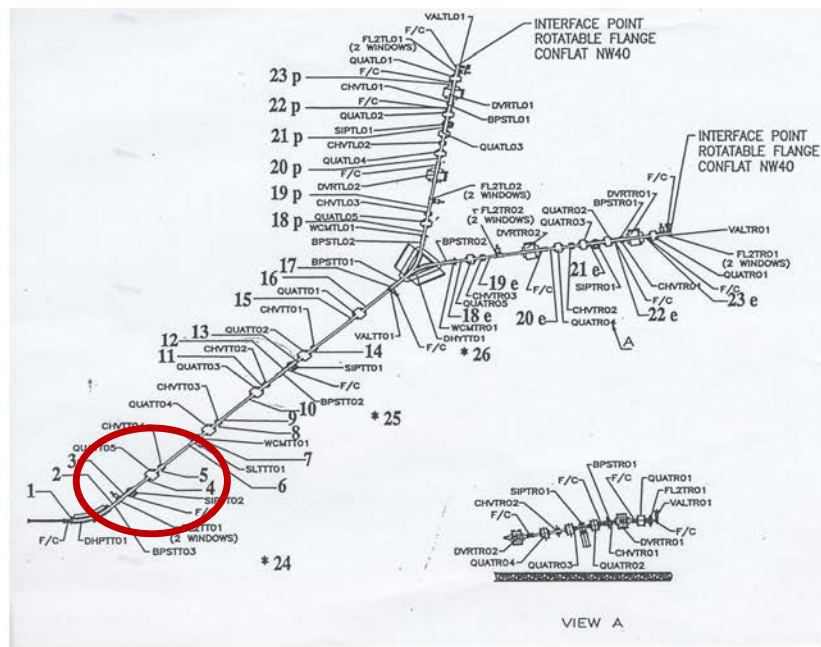 VALTL01
F/C
FL2TL01
(2 WINDOWS)
QUATL01
F/C
23 p
CHVTL01
F/C
22 p
QUATL02
SIPTL01
21 p
CHVTL02
QUATL04
20 p
F/C
DVRTL02
19 p
CHVTL03
QUATL05
18 p
WCMTL01
BPSTL02
INTERFACE POINT
ROTATABLE FLANGE
CONFLAT NW40
DVRTL01
BPSTL01
QUATL03
FL2TL02
(2 WINDOWS)
INTERFACE POINT
ROTATABLE FLANGE
CONFLAT NW40
F/C
DVRTR01
BPSTR01
QUATR02
QUATR03
FL2TR02
(2 WINDOWS)
DVRTR02
BPSTR02
VALTR01
FL2TR01
(2 WINDOWS)
QUATR01
F/C
23 e
CHVTR01
F/C
22 e
21 e
SIPTR01
CHVTR02
QUATR04
20 e
F/C
19 e
CHVTR03
QUATR05
18 e
WCMTR01
DHYTT01
F/C
* 26
A
BPSTT01
17
16
QUATT01
15
CHVTT01
VALTT01
13
QUATT02
12
14
CHVTT02
11
SIPTT01
QUATT03
F/C
BPSTT02
CHVTT03
10
9
* 25
QUATT04
8
WCMTT01
CHVTT04
7
QUATT05
SLTTT01
6
3
5
2
4
SIPTT02
1
F/C
FL2TT01
(2 WINDOWS)
F/C
DHPTT01
BPSTT03
* 24
BPSTR01
F/C
F/C
QUATR01
SIPTR01
FL2TR01
CHVTR02
VALTR01
F/C
F/C
DVRTR02
DVRTR01
QUATR04
CHVTR01
QUATR03
QUATR02
VIEW A